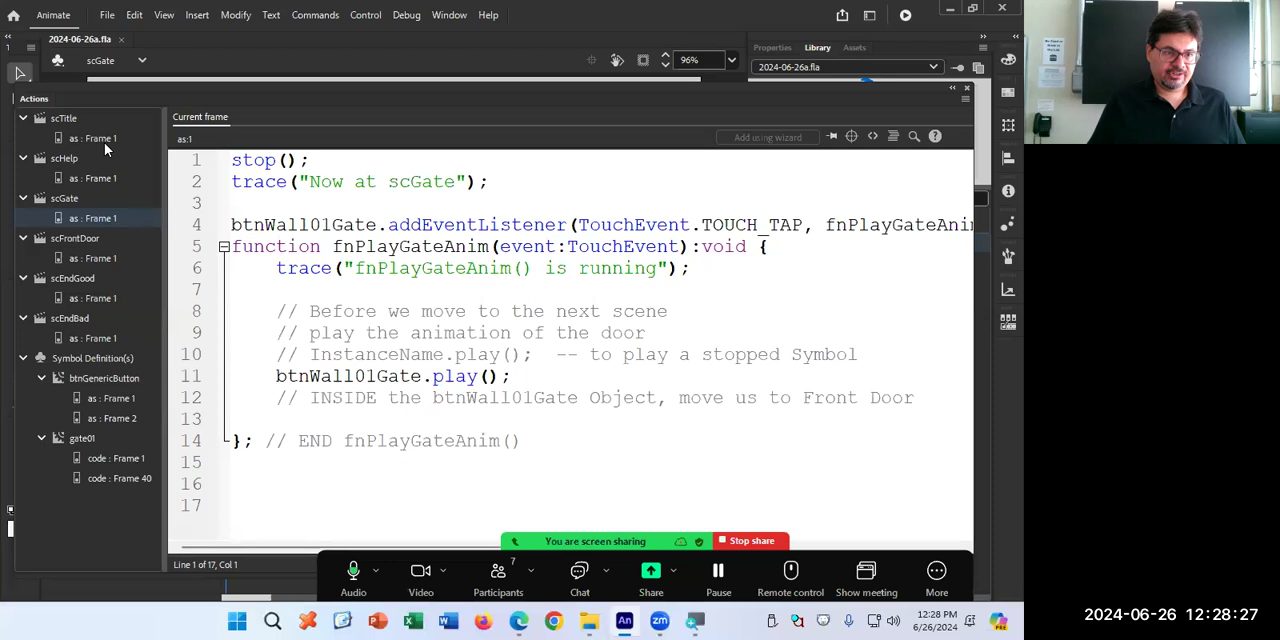 Animate File Edit View Insert Modify Text Commands Control Debug Window Help
2024-06-26a.fla
scGate
96%
Properties Library Assets
2024-06-26a.fla
Actions
scTitle
as : Frame 1
scHelp
as : Frame 1
scGate
as : Frame 1
scFrontDoor
as : Frame 1
scEndGood
as : Frame 1
scEndBad
as : Frame 1
Symbol Definition(s)
btnGenericButton
as : Frame 1
as : Frame 2
gate01
code : Frame 1
code : Frame 40
Current frame
as:1
Add using wizard
1 stop();
2 trace("Now at scGate");
3
4 btnWall01Gate.addEventListener(TouchEvent.TOUCH_TAP, fnPlayGateAnim
5 function fnPlayGateAnim(event:TouchEvent):void {
6 trace("fnPlayGateAnim() is running");
7
8 // Before we move to the next scene
9 // play the animation of the door
10 // InstanceName.play(); -- to play a stopped Symbol
11 btnWall01Gate.play();
12 // INSIDE the btnWall01Gate Object, move us to Front Door
13
14 }; // END fnPlayGateAnim()
15
16
17
Line 1 of 17, Col 1
You are screen sharing Stop share
7
Audio Video Participants Chat Share Pause Remote control Show meeting More
12:28 PM
6/26/2024
2024-06-26 12:28:27